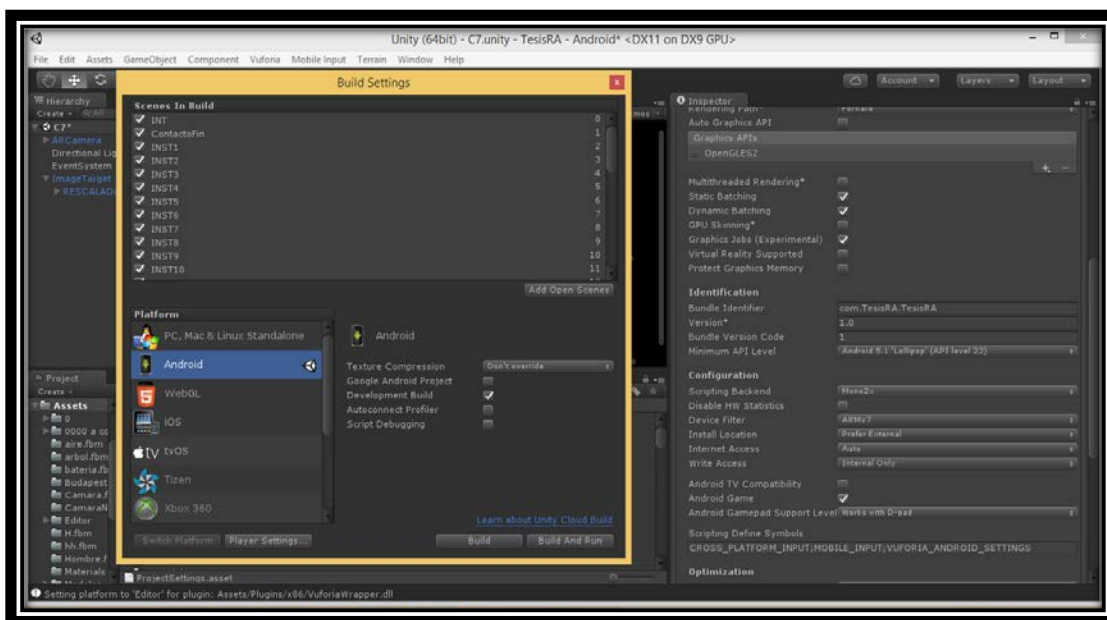 Unity (64bit) - C7.unity - TesisRA - Android* <DX11 on DX9 GPU>
File Edit Assets GameObject Component Vuforia Mobile Input Terrain Window Help
Account Layers Layout
Hierarchy
Create
C7*
ARCamera
Directional Lig
EventSystem
ImageTarget
RESCALAD
Project
Create
Assets
0
0000 a co
aire.fbm
arbol.fbm
bateria.fb
Budapest
Camara.f
CamaraN
Editor
H.fbm
hh.fbm
Hombre.f
Materials
ProjectSettings.asset
Build Settings
Scenes In Build
INT 0
ContactoFin 1
INST1 2
INST2 3
INST3 4
INST4 5
INST5 6
INST6 7
INST7 8
INST8 9
INST9 10
INST10 11
Add Open Scenes
Platform
PC, Mac & Linux Standalone
Android
WebGL
iOS
tv tvOS
Tizen
Xbox 360
Android
Texture Compression Don't override
Google Android Project
Development Build
Autoconnect Profiler
Script Debugging
Learn about Unity Cloud Build
Switch Platform Player Settings... Build Build And Run
Inspector
Rendering Path* Forward
Auto Graphics API
Graphics APIs
OpenGLES2
Multithreaded Rendering*
Static Batching
Dynamic Batching
GPU Skinning*
Graphics Jobs (Experimental)
Virtual Reality Supported
Protect Graphics Memory
Identification
Bundle Identifier com.TesisRA.TesisRA
Version* 1.0
Bundle Version Code 1
Minimum API Level Android 5.1 'Lollipop' (API level 22)
Configuration
Scripting Backend Mono2x
Disable HW Statistics
Device Filter ARMv7
Install Location Prefer External
Internet Access Auto
Write Access Internal Only
Android TV Compatibility
Android Game
Android Gamepad Support Level Works with D-pad
Scripting Define Symbols
CROSS_PLATFORM_INPUT;MOBILE_INPUT;VUFORIA_ANDROID_SETTINGS
Optimization
Setting platform to 'Editor' for plugin: Assets/Plugins/x86/VuforiaWrapper.dll